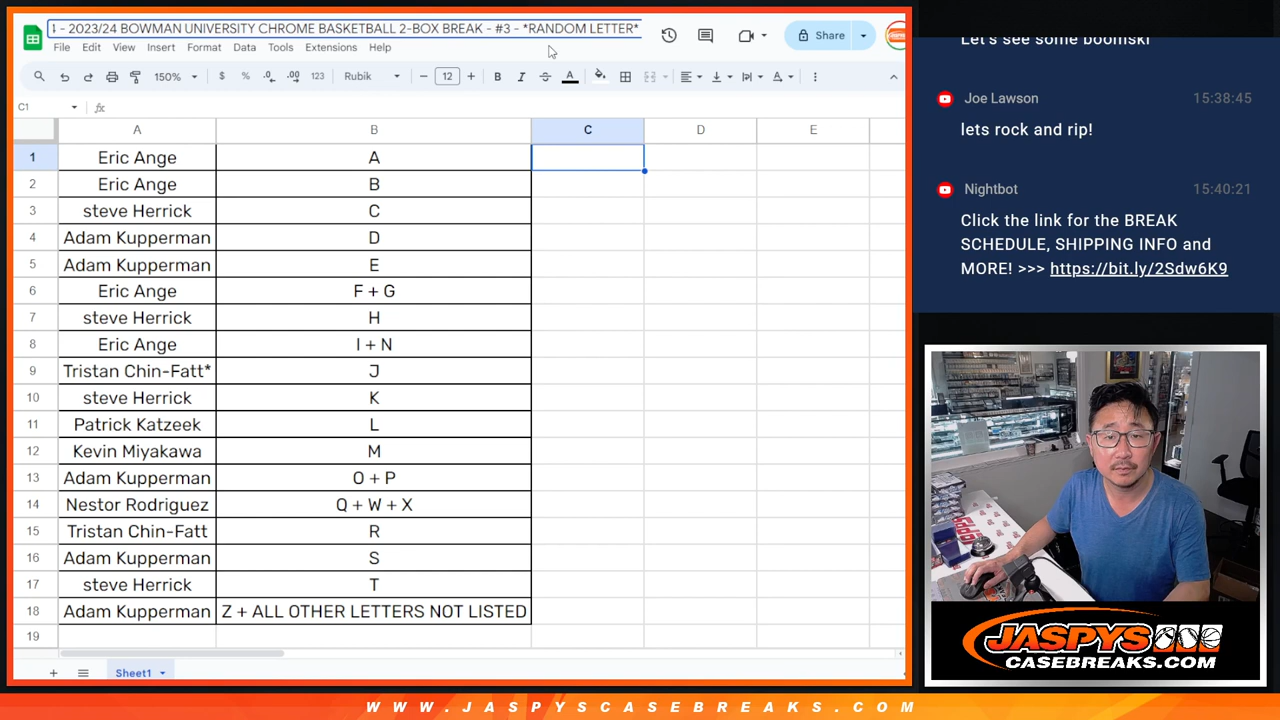 - 2023/24 BOWMAN UNIVERSITY CHROME BASKETBALL 2-BOX BREAK - #3 - *RANDOM LETTER*
File Edit View Insert Format Data Tools Extensions Help
Share
150% $ % .0 .00 123 Rubik - 12 + B I A
C1 fx
A B C D E
1 Eric Ange A
2 Eric Ange B
3 steve Herrick C
4 Adam Kupperman D
5 Adam Kupperman E
6 Eric Ange F + G
7 steve Herrick H
8 Eric Ange I + N
9 Tristan Chin-Fatt* J
10 steve Herrick K
11 Patrick Katzeek L
12 Kevin Miyakawa M
13 Adam Kupperman O + P
14 Nestor Rodriguez Q + W + X
15 Tristan Chin-Fatt R
16 Adam Kupperman S
17 steve Herrick T
18 Adam Kupperman Z + ALL OTHER LETTERS NOT LISTED
19
+ Sheet1
Let's see some boomski
Joe Lawson 15:38:45
lets rock and rip!
Nightbot 15:40:21
Click the link for the BREAK
SCHEDULE, SHIPPING INFO and
MORE! >>> https://bit.ly/2Sdw6K9
JASPYS
CASEBREAKS.COM
WWW.JASPYSCASEBREAKS.COM